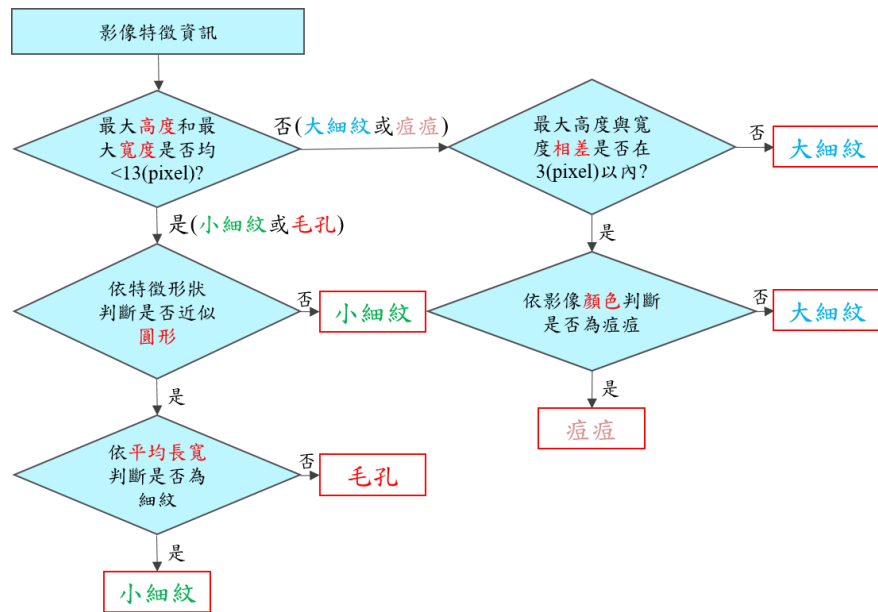 影像特徵資訊
最大高度和最
大寬度是否均
<13(pixel)?
否(大細紋或痘痘)
最大高度與寬
度相差是否在
3(pixel)以內?
否
大細紋
是(小細紋或毛孔)
是
依特徵形狀
判斷是否近似
圓形
否
小細紋
依影像顏色判斷
是否為痘痘
否
大細紋
是
是
痘痘
依平均長寬
判斷是否為
細紋
否
毛孔
是
小細紋